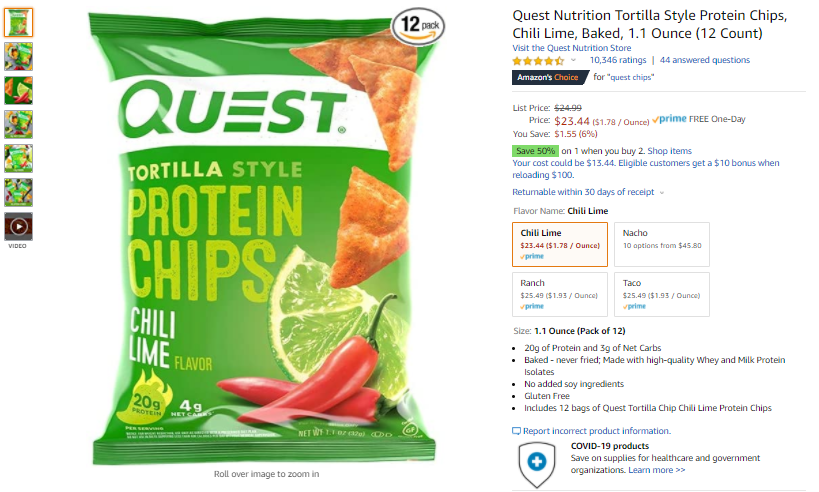 12 pack
QUEST®
TORTILLA STYLE
PROTEIN
CHIPS
CHILI
LIME FLAVOR
20g
PROTEIN
4g
NET CARBS
PER SERVING
NET WT 1.1 OZ (32g)
GF
VIDEO
Roll over image to zoom in
Quest Nutrition Tortilla Style Protein Chips,
Chili Lime, Baked, 1.1 Ounce (12 Count)
Visit the Quest Nutrition Store
10,346 ratings | 44 answered questions
Amazon's Choice for "quest chips"
List Price: $24.99
Price: $23.44 ($1.78 / Ounce) prime FREE One-Day
You Save: $1.55 (6%)
Save 50% on 1 when you buy 2. Shop items
Your cost could be $13.44. Eligible customers get a $10 bonus when
reloading $100.
Returnable within 30 days of receipt
Flavor Name: Chili Lime
Chili Lime
$23.44 ($1.78 / Ounce)
prime
Nacho
10 options from $45.80
Ranch
$25.49 ($1.93 / Ounce)
prime
Taco
$25.49 ($1.93 / Ounce)
prime
Size: 1.1 Ounce (Pack of 12)
20g of Protein and 3g of Net Carbs
Baked - never fried; Made with high-quality Whey and Milk Protein
Isolates
No added soy ingredients
Gluten Free
Includes 12 bags of Quest Tortilla Chip Chili Lime Protein Chips
Report incorrect product information.
COVID-19 products
Save on supplies for healthcare and government
organizations. Learn more >>